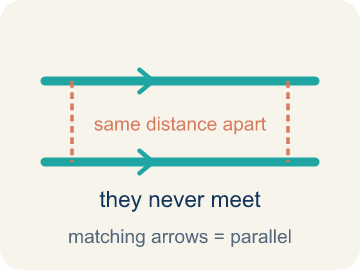 same distance apart
they never meet
matching arrows = parallel